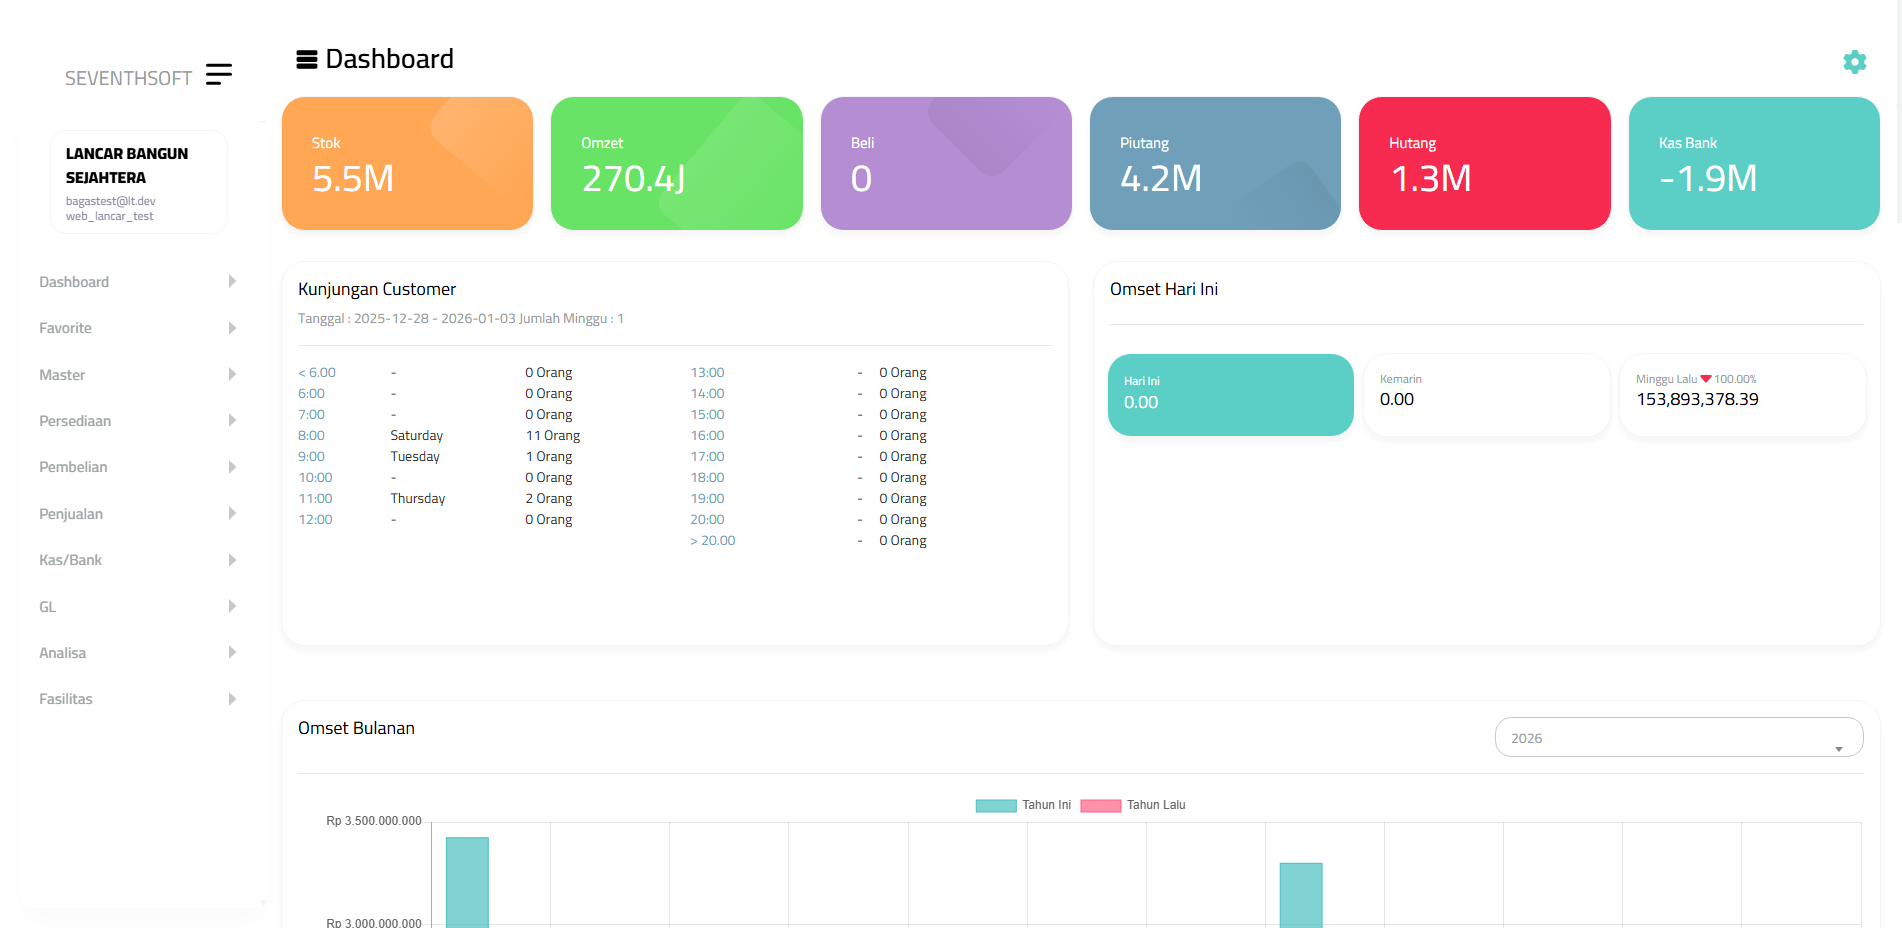 SEVENTHSOFT
LANCAR BANGUN
SEJAHTERA
bagastest@lt.dev
web_lancar_test
Dashboard
Favorite
Master
Persediaan
Pembelian
Penjualan
Kas/Bank
GL
Analisa
Fasilitas
Dashboard
Stok
5.5M
Omzet
270.4J
Beli
0
Piutang
4.2M
Hutang
1.3M
Kas Bank
-1.9M
Kunjungan Customer
Tanggal : 2025-12-28 - 2026-01-03 Jumlah Minggu : 1
< 6.00 - 0 Orang
6:00 - 0 Orang
7:00 - 0 Orang
8:00 Saturday 11 Orang
9:00 Tuesday 1 Orang
10:00 - 0 Orang
11:00 Thursday 2 Orang
12:00 - 0 Orang
13:00 - 0 Orang
14:00 - 0 Orang
15:00 - 0 Orang
16:00 - 0 Orang
17:00 - 0 Orang
18:00 - 0 Orang
19:00 - 0 Orang
20:00 - 0 Orang
> 20.00 - 0 Orang
Omset Hari Ini
Hari Ini
0.00
Kemarin
0.00
Minggu Lalu 100.00%
153,893,378.39
Omset Bulanan
2026
Tahun Ini Tahun Lalu
Rp 3.500.000.000
Rp 3.000.000.000